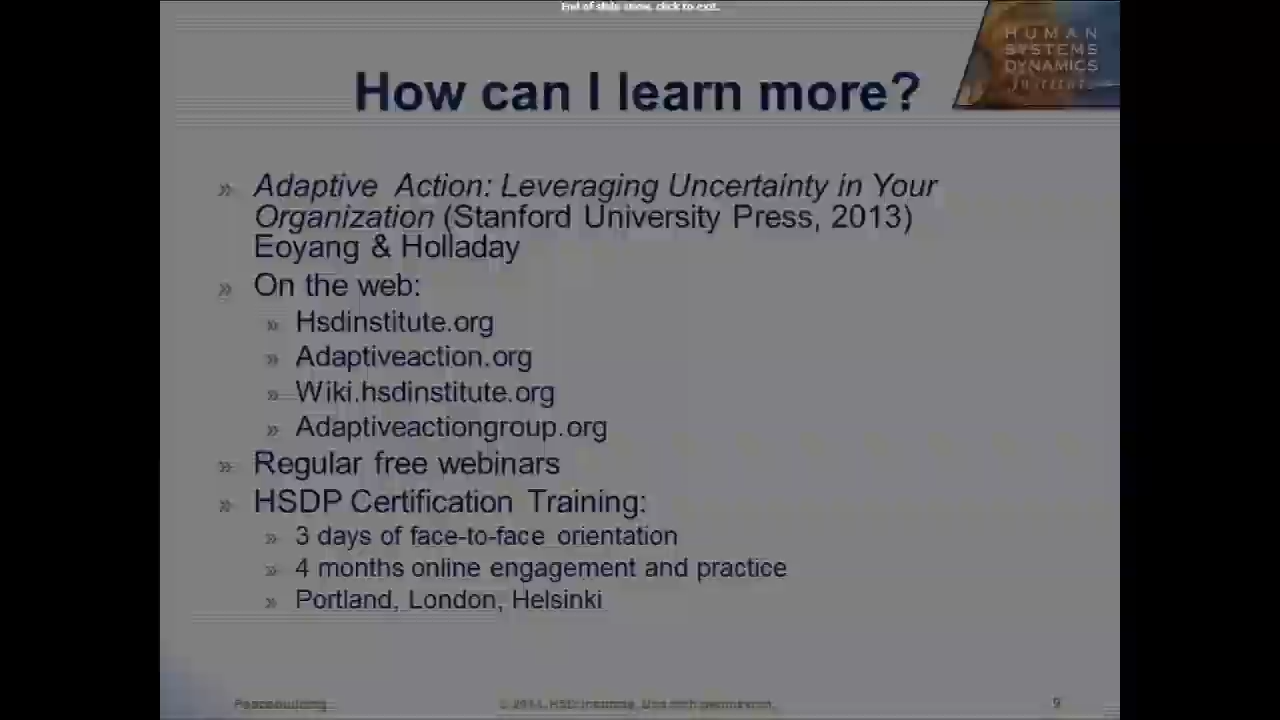 End of slide show, click to exit.
HUMAN
SYSTEMS
DYNAMICS
Institute
How can I learn more?
» Adaptive Action: Leveraging Uncertainty in Your
Organization (Stanford University Press, 2013)
Eoyang & Holladay
» On the web:
» Hsdinstitute.org
» Adaptiveaction.org
» Wiki.hsdinstitute.org
» Adaptiveactiongroup.org
» Regular free webinars
» HSDP Certification Training:
» 3 days of face-to-face orientation
» 4 months online engagement and practice
» Portland, London, Helsinki
Peacebuilding
HSD Institute. Use with permission.
9